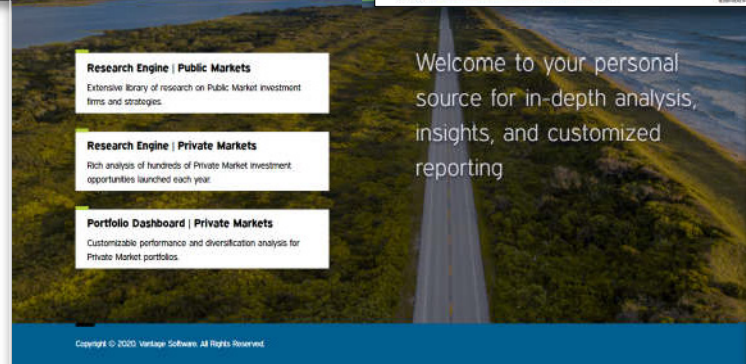 Research Engine | Public Markets
Extensive library of research on Public Market investment
firms and strategies.
Research Engine | Private Markets
Rich analysis of hundreds of Private Market investment
opportunities launched each year.
Portfolio Dashboard | Private Markets
Customizable performance and diversification analysis for
Private Market portfolios.
Welcome to your personal
source for in-depth analysis,
insights, and customized
reporting
Copyright © 2020. Vantage Software. All Rights Reserved.